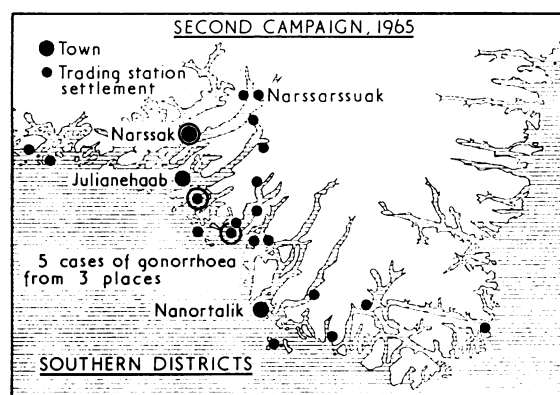 SECOND CAMPAIGN, 1965
Town
Trading station
settlement
Narssarssuak
Narssak
Julianehaab
5 cases of gonorrhoea
from 3 places
Nanortalik
SOUTHERN DISTRICTS